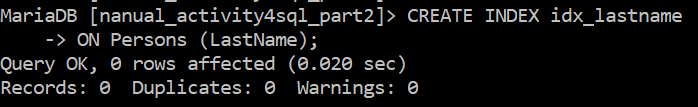 MariaDB [nanual_activity4sql_part2]> CREATE INDEX idx_lastname
    -> ON Persons (LastName);
Query OK, 0 rows affected (0.020 sec)
Records: 0  Duplicates: 0  Warnings: 0